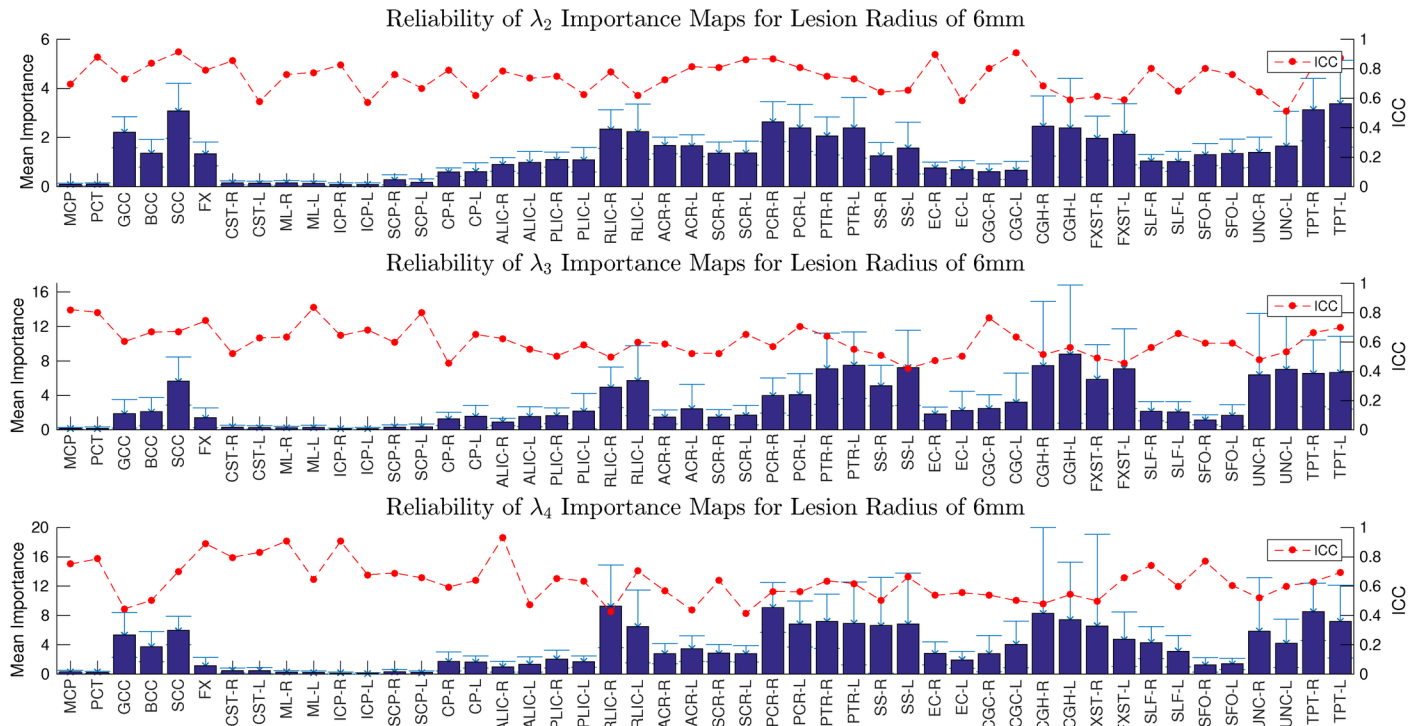 Reliability of λ2 Importance Maps for Lesion Radius of 6mm
Mean Importance
6
4
2
0
ICC
1
0.8
0.6
0.4
0.2
0
ICC
MCP PCT GCC BCC SCC FX CST-R CST-L ML-R ML-L ICP-R ICP-L SCP-R SCP-L CP-R CP-L ALIC-R ALIC-L PLIC-R PLIC-L RLIC-R RLIC-L ACR-R ACR-L SCR-R SCR-L PCR-R PCR-L PTR-R PTR-L SS-R SS-L EC-R EC-L CGC-R CGC-L CGH-R CGH-L FXST-R FXST-L SLF-R SLF-L SFO-R SFO-L UNC-R UNC-L TPT-R TPT-L
Reliability of λ3 Importance Maps for Lesion Radius of 6mm
Mean Importance
16
12
8
4
0
ICC
1
0.8
0.6
0.4
0.2
0
ICC
MCP PCT GCC BCC SCC FX CST-R CST-L ML-R ML-L ICP-R ICP-L SCP-R SCP-L CP-R CP-L ALIC-R ALIC-L PLIC-R PLIC-L RLIC-R RLIC-L ACR-R ACR-L SCR-R SCR-L PCR-R PCR-L PTR-R PTR-L SS-R SS-L EC-R EC-L CGC-R CGC-L CGH-R CGH-L FXST-R FXST-L SLF-R SLF-L SFO-R SFO-L UNC-R UNC-L TPT-R TPT-L
Reliability of λ4 Importance Maps for Lesion Radius of 6mm
Mean Importance
20
16
12
8
4
0
ICC
1
0.8
0.6
0.4
0.2
0
ICC
MCP PCT GCC BCC SCC FX CST-R CST-L ML-R ML-L ICP-R ICP-L SCP-R SCP-L CP-R CP-L ALIC-R ALIC-L PLIC-R PLIC-L RLIC-R RLIC-L ACR-R ACR-L SCR-R SCR-L PCR-R PCR-L PTR-R PTR-L SS-R SS-L EC-R EC-L CGC-R CGC-L CGH-R CGH-L FXST-R FXST-L SLF-R SLF-L SFO-R SFO-L UNC-R UNC-L TPT-R TPT-L